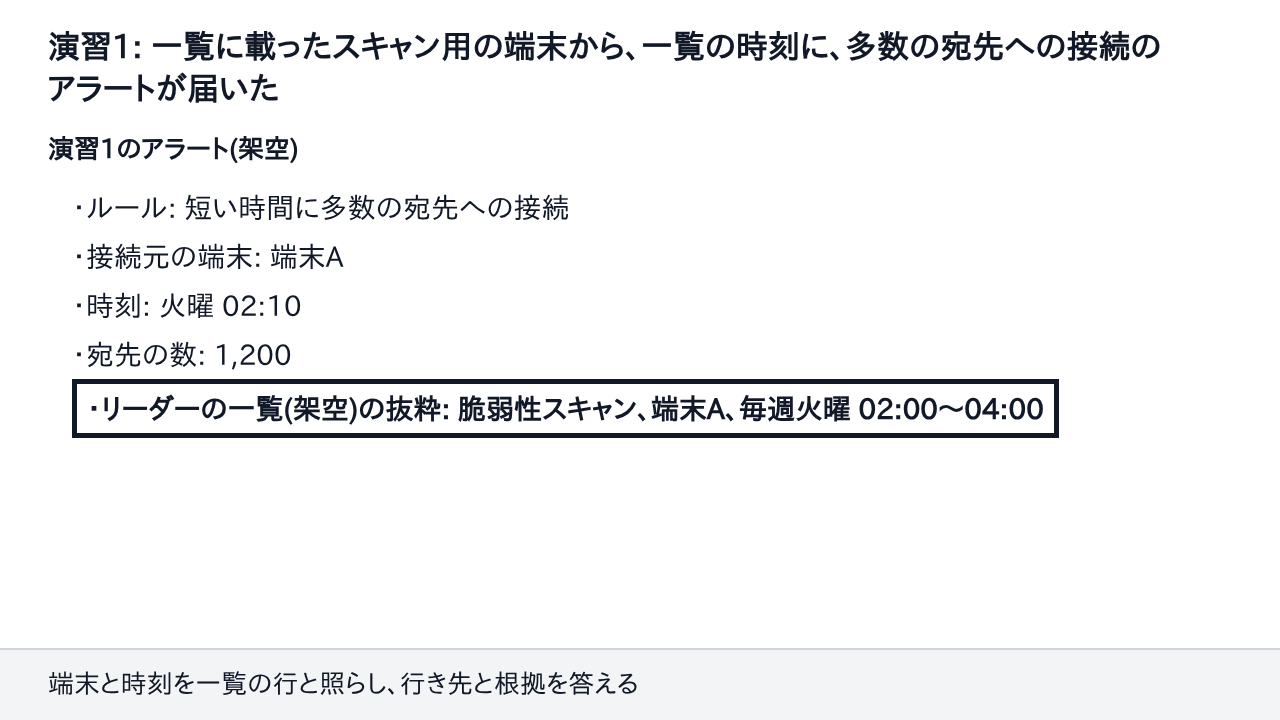 演習1: 一覧に載ったスキャン用の端末から、一覧の時刻に、多数の宛先への接続の
アラートが届いた
演習1のアラート(架空)
・ルール: 短い時間に多数の宛先への接続
・接続元の端末: 端末A
・時刻: 火曜 02:10
・宛先の数: 1,200
・リーダーの一覧(架空)の抜粋: 脆弱性スキャン、端末A、毎週火曜 02:00〜04:00
端末と時刻を一覧の行と照らし、行き先と根拠を答える